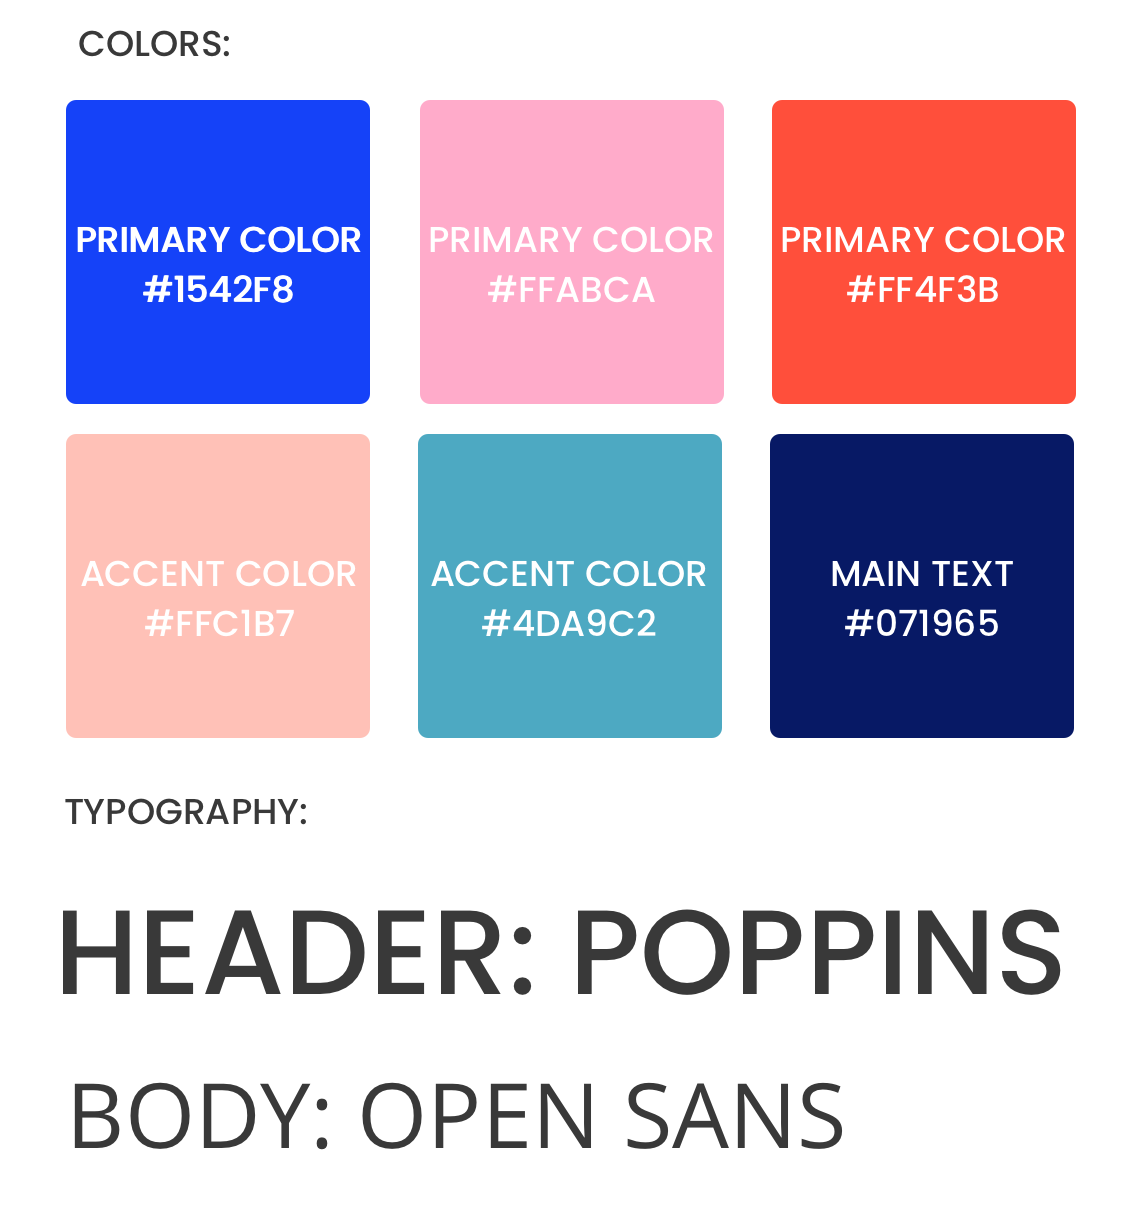 COLORS:
PRIMARY COLOR
#1542F8
PRIMARY COLOR
#FFABCA
PRIMARY COLOR
#FF4F3B
ACCENT COLOR
#FFC1B7
ACCENT COLOR
#4DA9C2
MAIN TEXT
#071965
TYPOGRAPHY:
HEADER: POPPINS
BODY: OPEN SANS